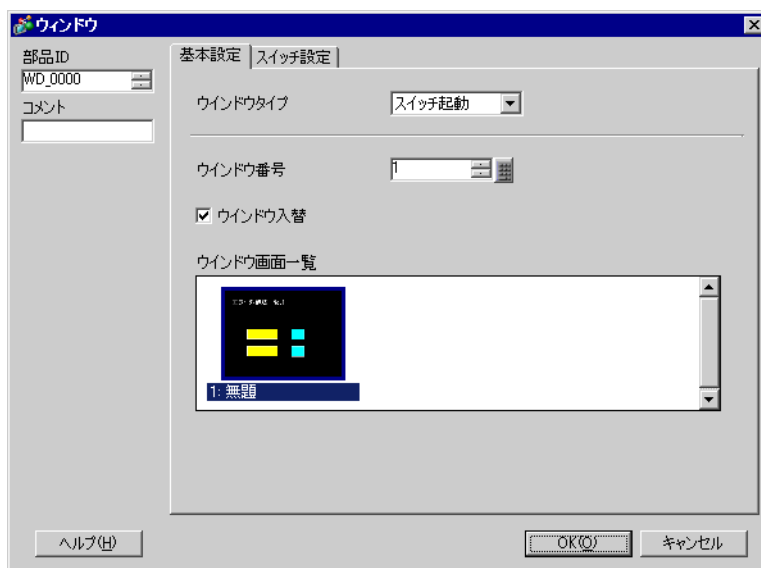 ウィンドウ
部品ID
WD_0000
コメント
基本設定 スイッチ設定
ウインドウタイプ スイッチ起動
ウインドウ番号 1
ウインドウ入替
ウインドウ画面一覧
1: 無題
ヘルプ(H) OK(O) キャンセル